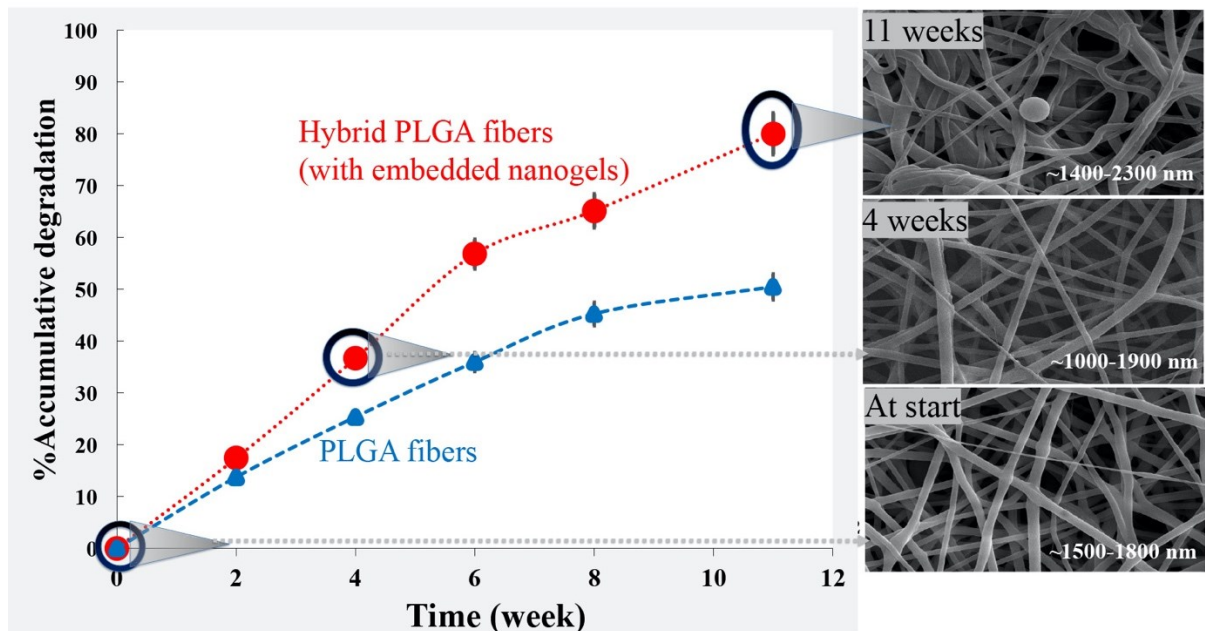 100
90
80
70
60
50
40
30
20
10
0
%Accumulative degradation
0 2 4 6 8 10 12
Time (week)
Hybrid PLGA fibers
(with embedded nanogels)
PLGA fibers
11 weeks
~1400-2300 nm
4 weeks
~1000-1900 nm
At start
~1500-1800 nm